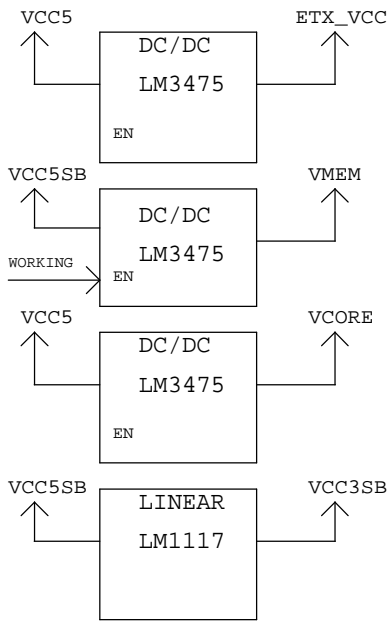 VCC5
DC/DC
ETX_VCC
LM3475
EN
VCC5SB
DC/DC
VMEM
LM3475
WORKING
EN
VCC5
DC/DC
VCORE
LM3475
EN
VCC5SB
LINEAR
VCC3SB
LM1117